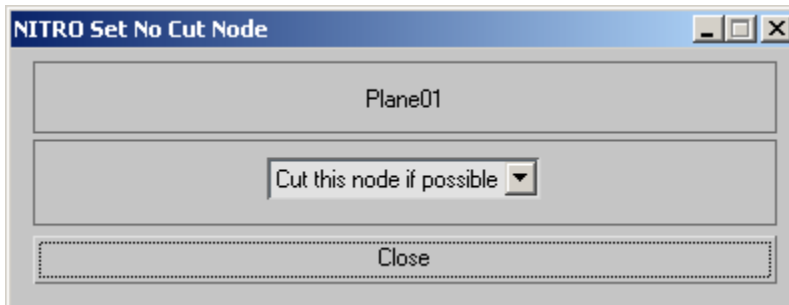 NITRO Set No Cut Node
Plane01
Cut this node if possible
Close